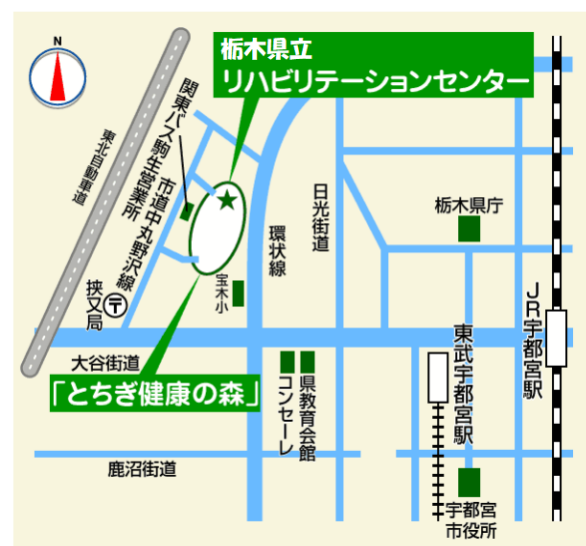 N
栃木県立
リハビリテーションセンター
東北自動車道
関東バス駒生営業所
市道中丸野沢線
挟又局
〒
宝木小
環状線
日光街道
栃木県庁
JR宇都宮駅
大谷街道
「とちぎ健康の森」
コンセーレ
県教育会館
東武宇都宮駅
鹿沼街道
宇都宮
市役所